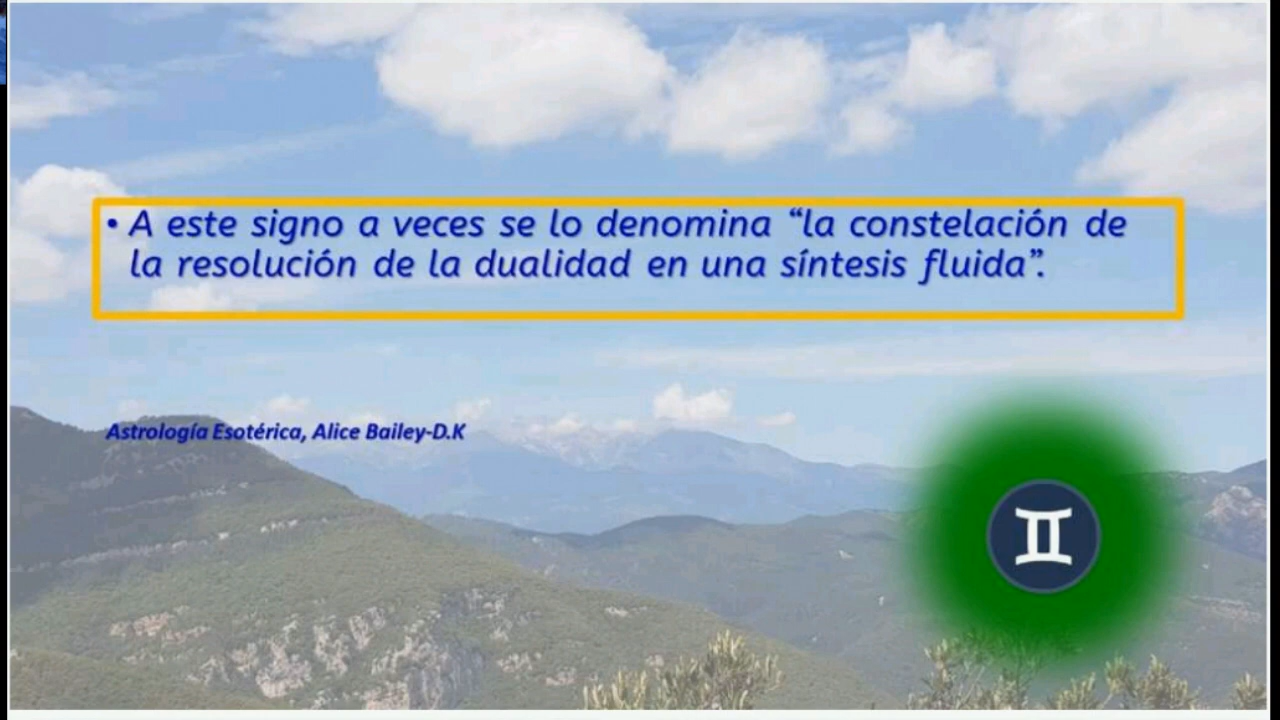 • A este signo a veces se lo denomina “la constelación de
la resolución de la dualidad en una síntesis fluida”.
Astrología Esotérica, Alice Bailey-D.K